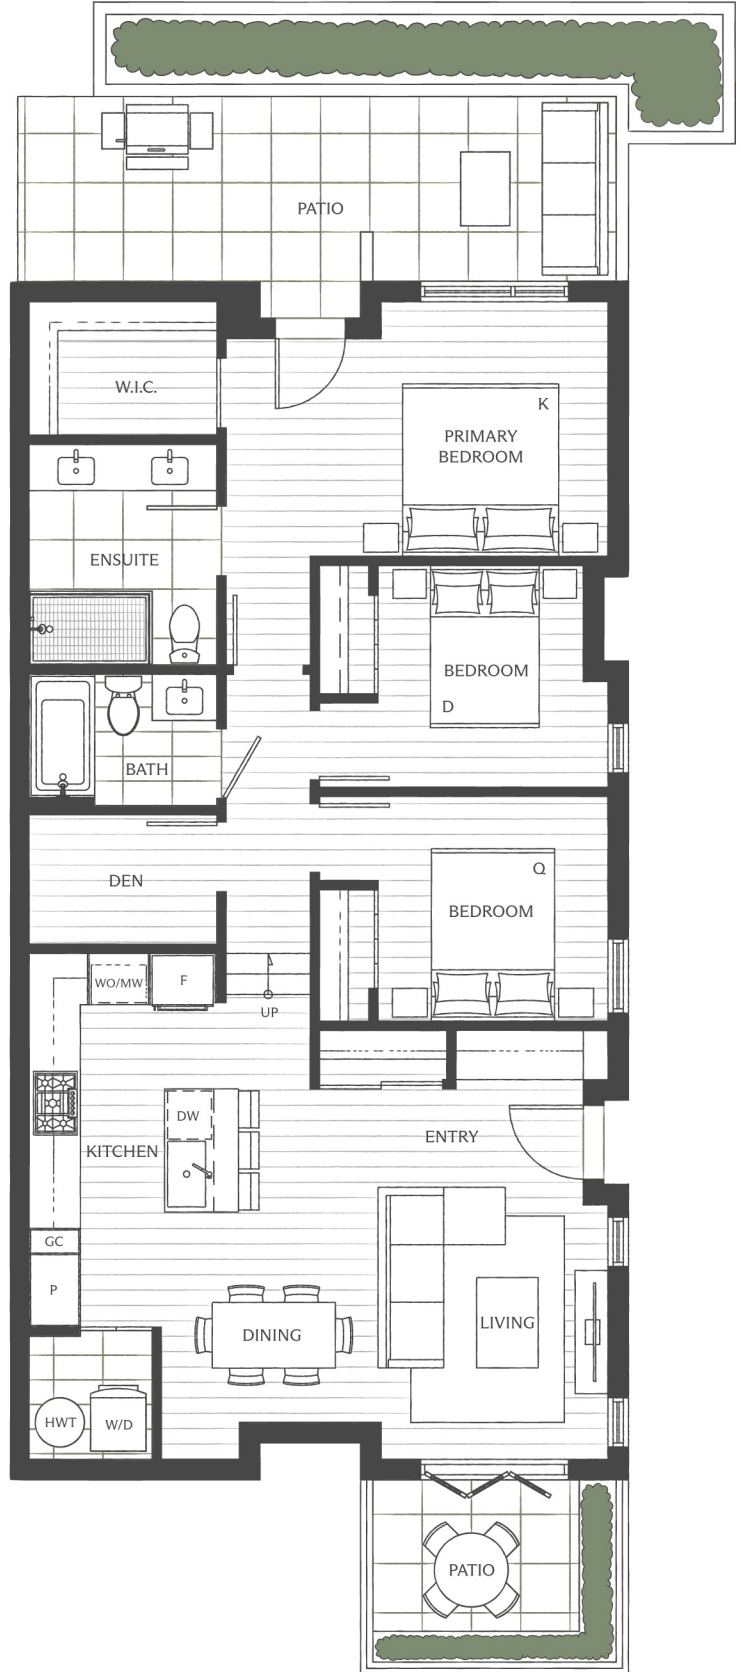 PATIO
W.I.C.
K
PRIMARY
BEDROOM
ENSUITE
BEDROOM
D
BATH
Q
DEN
BEDROOM
WO/MW
F
UP
DW
ENTRY
KITCHEN
GC
P
LIVING
DINING
HWT
W/D
PATIO